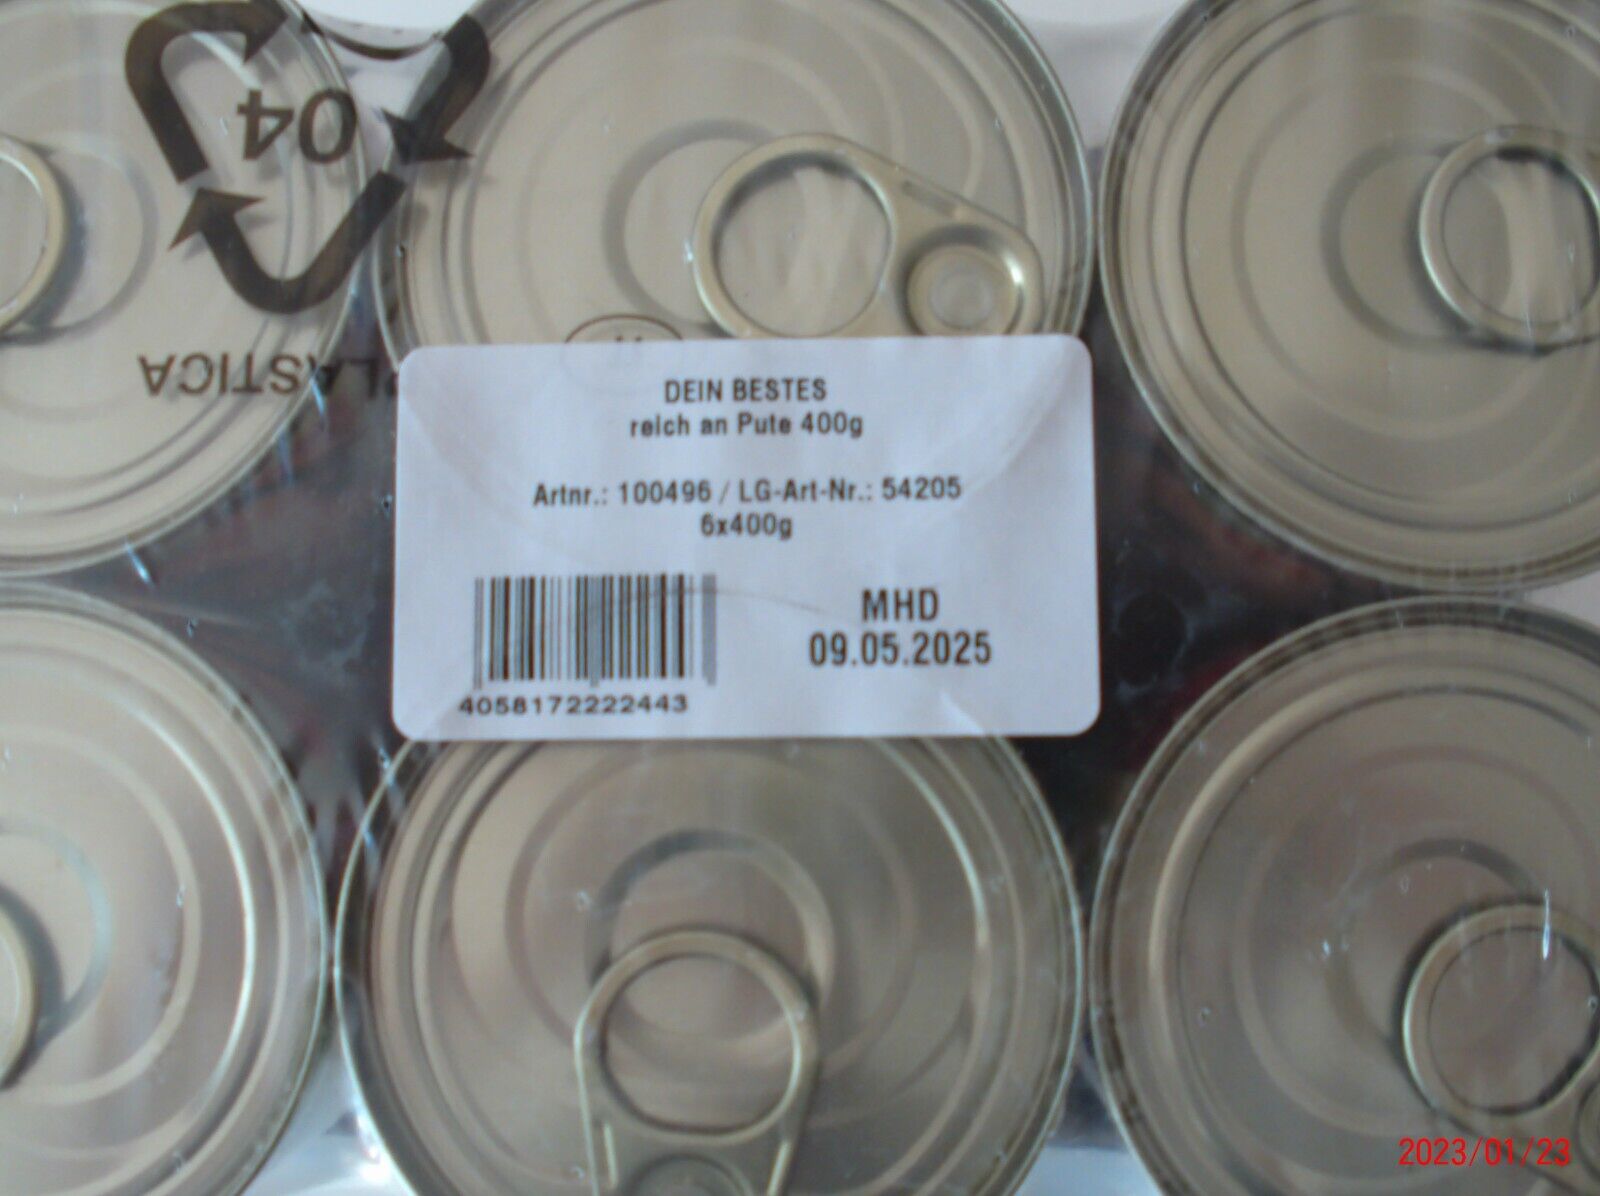 04
PLASTICA
DEIN BESTES
reich an Pute 400g
Artnr.: 100496 / LG-Art-Nr.: 54205
6x400g
MHD
09.05.2025
4058172222443
2023/01/23